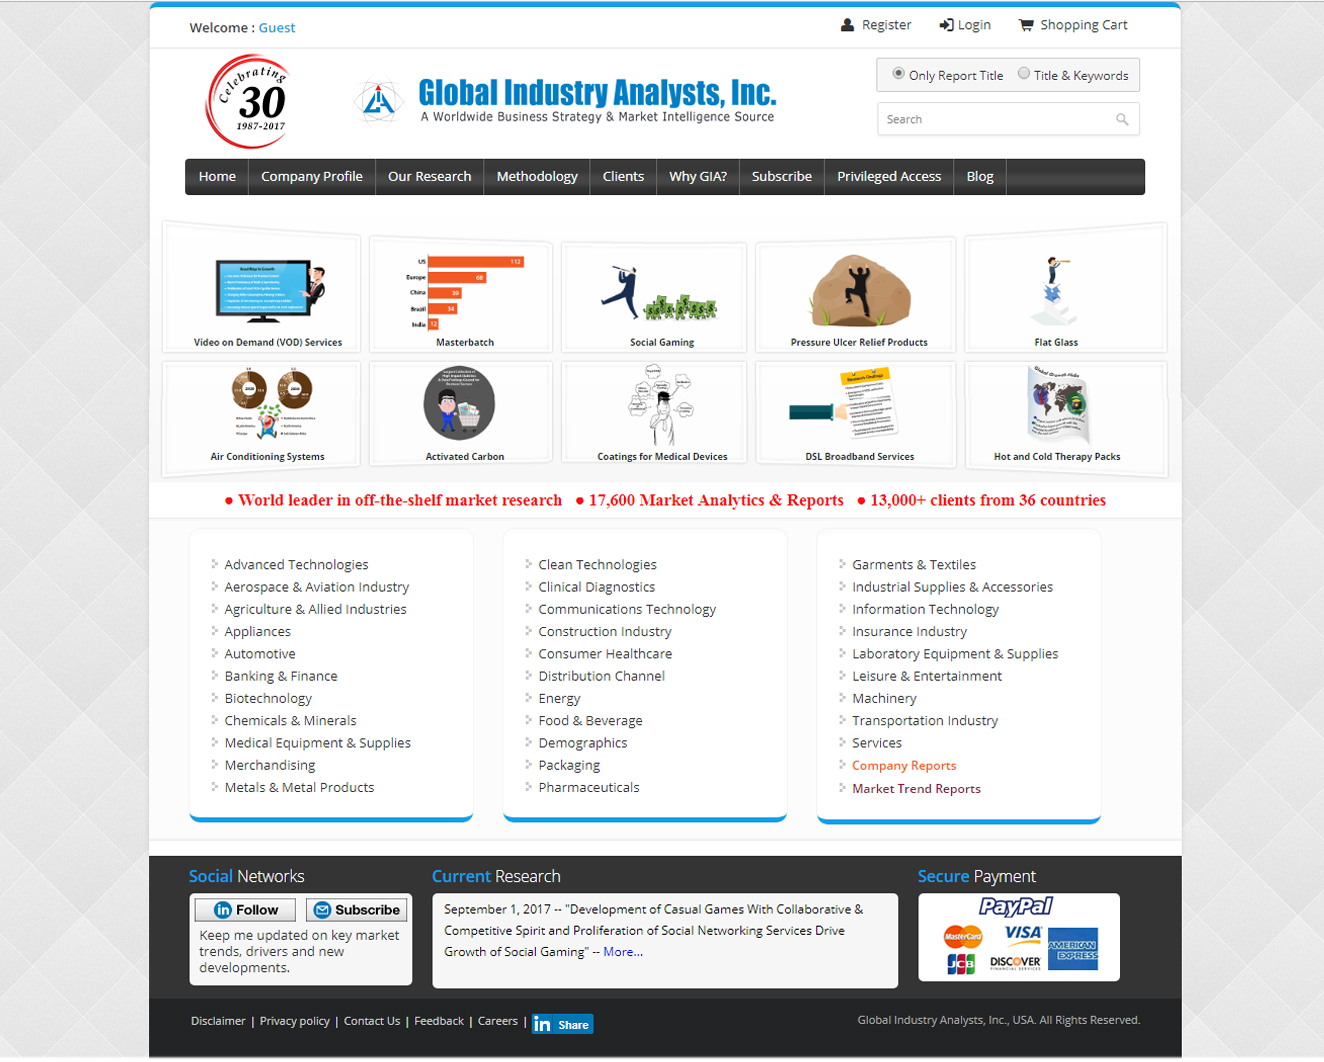 Welcome : Guest
Register
Login
Shopping Cart
Celebrating
30
1987-2017
Global Industry Analysts, Inc.
A Worldwide Business Strategy & Market Intelligence Source
Only Report Title
Title & Keywords
Search
Home
Company Profile
Our Research
Methodology
Clients
Why GIA?
Subscribe
Privileged Access
Blog
US 112
Europe 68
China 39
Brazil 34
India 12
Video on Demand (VOD) Services
Masterbatch
Social Gaming
Pressure Ulcer Relief Products
Flat Glass
Air Conditioning Systems
Activated Carbon
Coatings for Medical Devices
DSL Broadband Services
Hot and Cold Therapy Packs
● World leader in off-the-shelf market research ● 17,600 Market Analytics & Reports ● 13,000+ clients from 36 countries
Advanced Technologies
Aerospace & Aviation Industry
Agriculture & Allied Industries
Appliances
Automotive
Banking & Finance
Biotechnology
Chemicals & Minerals
Medical Equipment & Supplies
Merchandising
Metals & Metal Products
Clean Technologies
Clinical Diagnostics
Communications Technology
Construction Industry
Consumer Healthcare
Distribution Channel
Energy
Food & Beverage
Demographics
Packaging
Pharmaceuticals
Garments & Textiles
Industrial Supplies & Accessories
Information Technology
Insurance Industry
Laboratory Equipment & Supplies
Leisure & Entertainment
Machinery
Transportation Industry
Services
Company Reports
Market Trend Reports
Social Networks
in Follow
Subscribe
Keep me updated on key market
trends, drivers and new
developments.
Current Research
September 1, 2017 -- "Development of Casual Games With Collaborative &
Competitive Spirit and Proliferation of Social Networking Services Drive
Growth of Social Gaming" -- More...
Secure Payment
PayPal
MasterCard
VISA
AMERICAN
EXPRESS
JCB
DISCOVER
FINANCIAL SERVICES
Disclaimer | Privacy policy | Contact Us | Feedback | Careers |
in Share
Global Industry Analysts, Inc., USA. All Rights Reserved.